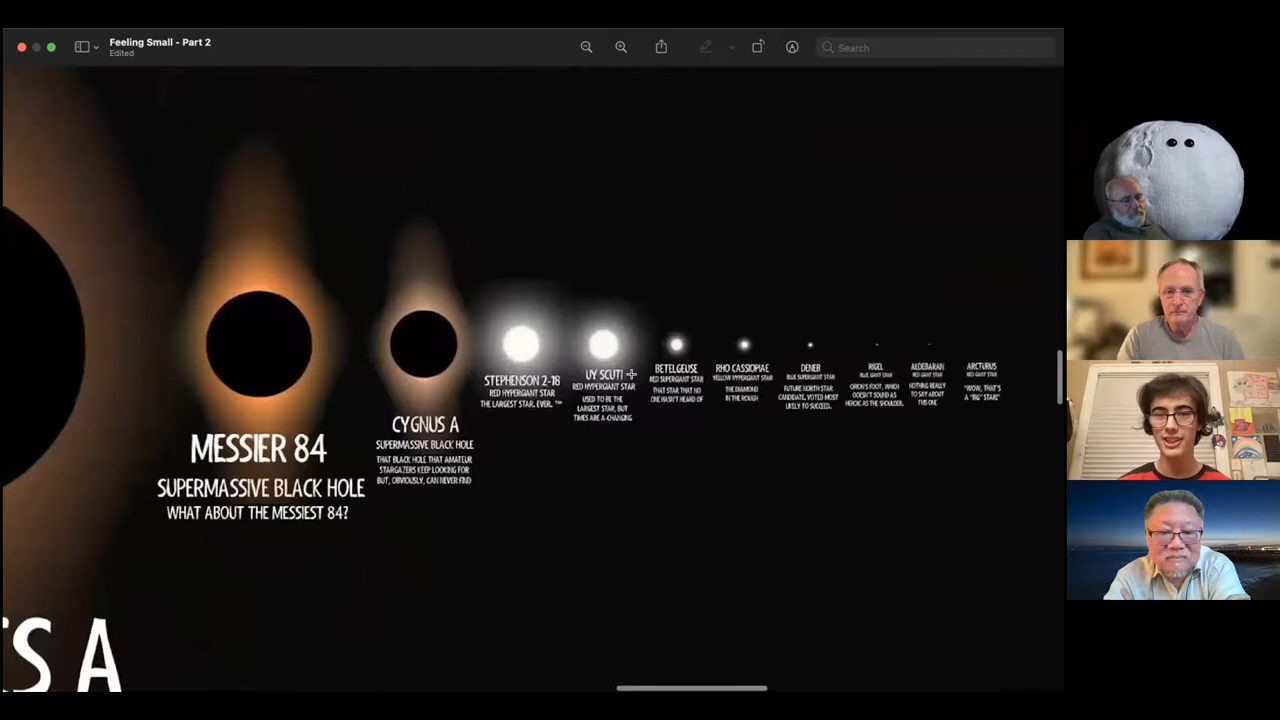 Feeling Small - Part 2
Edited
Search
MESSIER 84
SUPERMASSIVE BLACK HOLE
WHAT ABOUT THE MESSIEST 84?
CYGNUS A
SUPERMASSIVE BLACK HOLE
THAT BLACK HOLE THAT AMATEUR
STARGAZERS KEEP LOOKING FOR
BUT, OBVIOUSLY, CAN NEVER FIND
STEPHENSON 2-18
RED HYPERGIANT STAR
THE LARGEST STAR. EVER. ™
UY SCUTI
RED HYPERGIANT STAR
USED TO BE THE
LARGEST STAR, BUT
TIMES ARE A-CHANGING
BETELGEUSE
RED SUPERGIANT STAR
THAT STAR THAT NO
ONE HASN'T HEARD OF
RHO CASSIOPIAE
YELLOW HYPERGIANT STAR
THE DIAMOND
IN THE ROUGH
DENEB
BLUE SUPERGIANT STAR
FUTURE NORTH STAR
CANDIDATE. VOTED MOST
LIKELY TO SUCCEED.
RIGEL
BLUE GIANT STAR
ORION'S FOOT, WHICH
DOESN'T SOUND AS
HEROIC AS THE SHOULDER.
ALDEBARAN
RED GIANT STAR
NOTHING REALLY
TO SAY ABOUT
THIS ONE
ARCTURUS
RED GIANT STAR
"WOW, THAT'S
A "BIG" STAR!"
S A